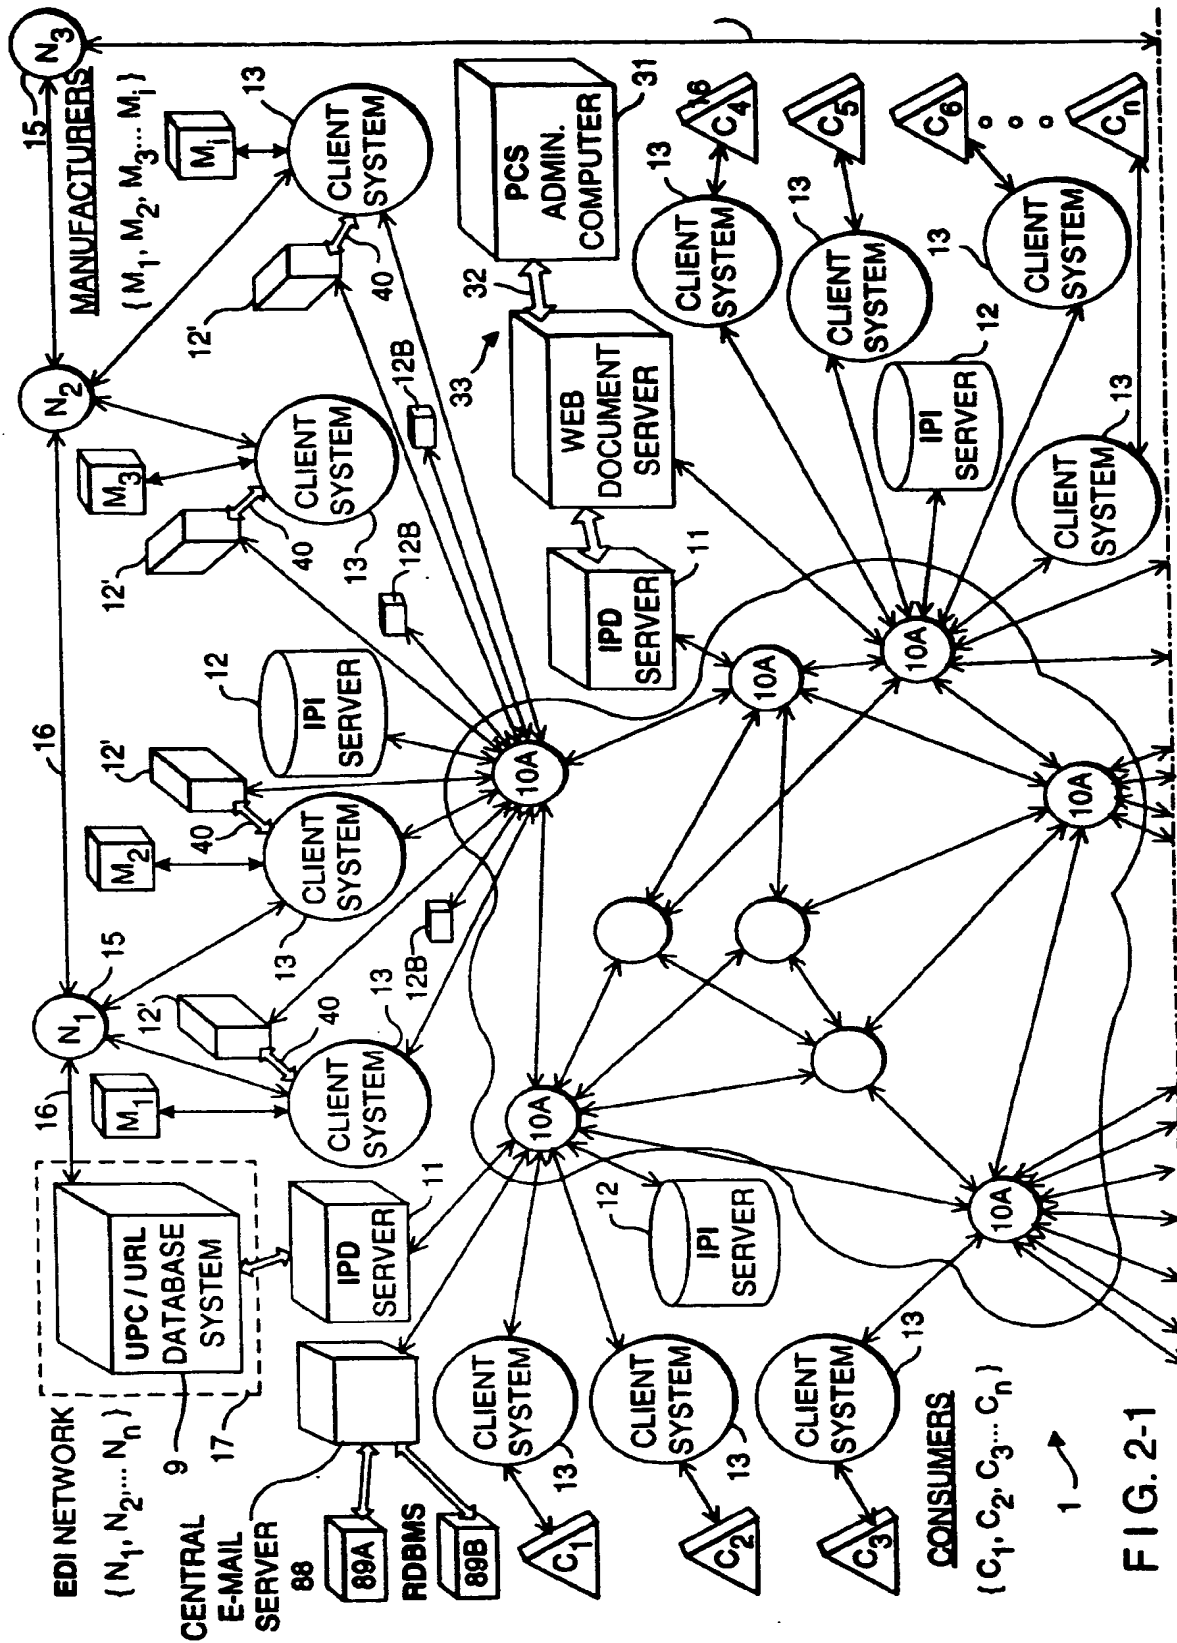 EDI NETWORK
{ N1, N2,... Nn }
9
17
UPC / URL
DATABASE
SYSTEM
16
N1
15
16
N2
15
N3
MANUFACTURERS
{ M1, M2, M3... Mi }
M1
M2
M3
Mi
12'
12'
12'
12'
40
40
40
40
13
13
13
13
CLIENT
SYSTEM
CLIENT
SYSTEM
CLIENT
SYSTEM
CLIENT
SYSTEM
CENTRAL
E-MAIL
SERVER
88
89A
RDBMS
89B
IPD
SERVER
11
12B
12B
12B
12
IPI
SERVER
10A
10A
33
32
31
PCS
ADMIN.
COMPUTER
WEB
DOCUMENT
SERVER
IPD
SERVER
11
CLIENT
SYSTEM
13
C1
CLIENT
SYSTEM
13
C2
CLIENT
SYSTEM
13
C3
12
IPI
SERVER
10A
10A
10A
10A
13
CLIENT
SYSTEM
16
C4
13
CLIENT
SYSTEM
C5
12
IPI
SERVER
13
CLIENT
SYSTEM
C6
13
CLIENT
SYSTEM
Cn
CONSUMERS
{ C1, C2, C3... Cn }
1
FIG. 2-1